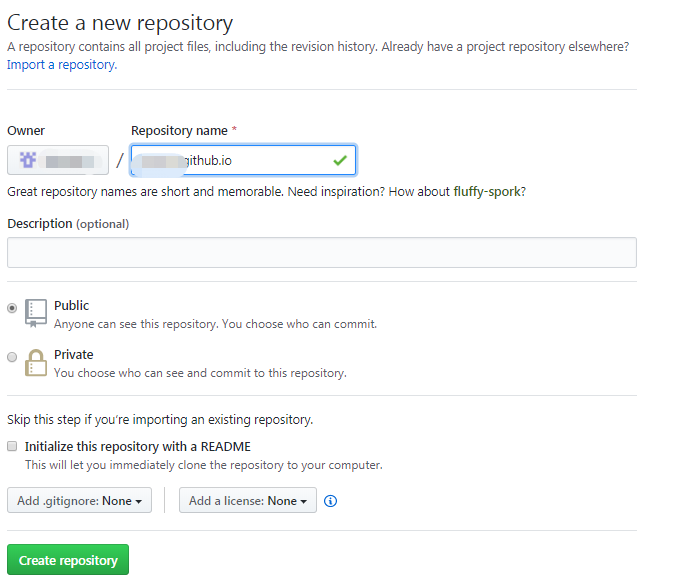 Create a new repository
A repository contains all project files, including the revision history. Already have a project repository elsewhere?
Import a repository.
Owner
Repository name *
/
github.io
Great repository names are short and memorable. Need inspiration? How about fluffy-spork?
Description (optional)
Public
Anyone can see this repository. You choose who can commit.
Private
You choose who can see and commit to this repository.
Skip this step if you're importing an existing repository.
Initialize this repository with a README
This will let you immediately clone the repository to your computer.
Add .gitignore: None
Add a license: None
Create repository